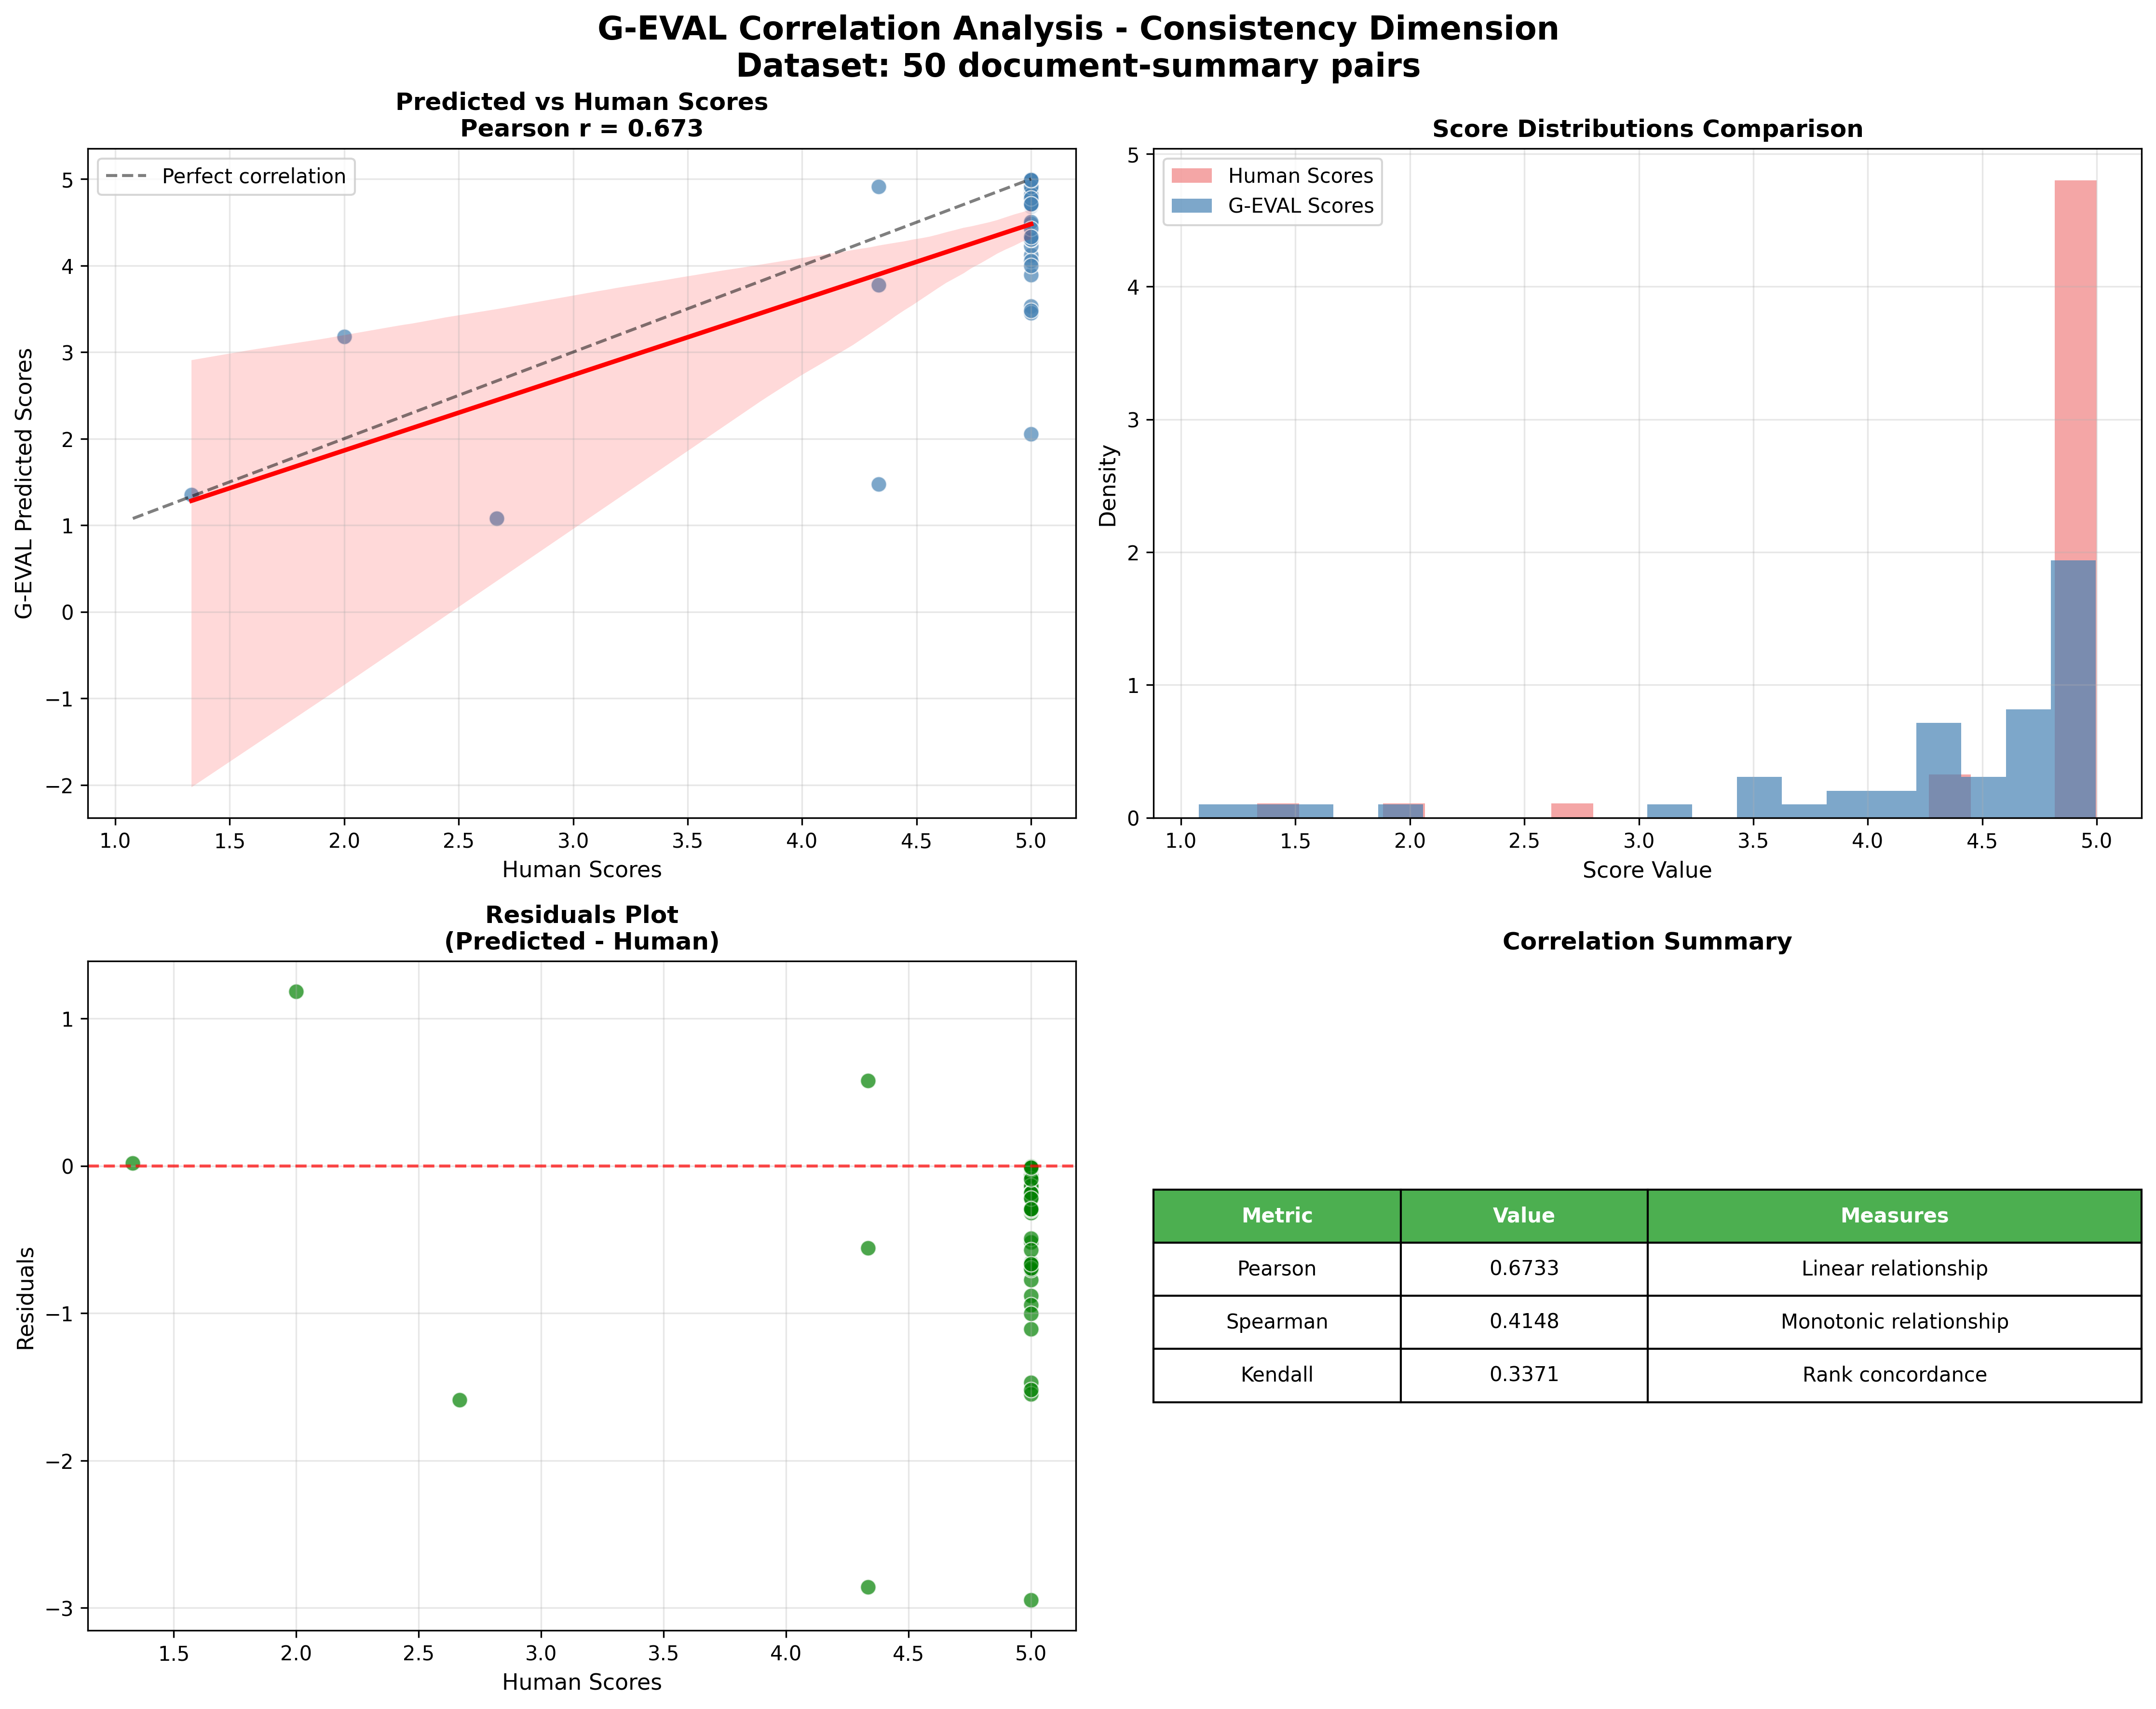 G-EVAL Correlation Analysis - Consistency Dimension
Dataset: 50 document-summary pairs
Predicted vs Human Scores
Pearson r = 0.673
Perfect correlation
5
4
3
2
1
0
−1
−2
G-EVAL Predicted Scores
1.0 1.5 2.0 2.5 3.0 3.5 4.0 4.5 5.0
Human Scores
Score Distributions Comparison
Human Scores
G-EVAL Scores
5
4
3
2
1
0
Density
1.0 1.5 2.0 2.5 3.0 3.5 4.0 4.5 5.0
Score Value
Residuals Plot
(Predicted - Human)
1
0
−1
−2
−3
Residuals
1.5 2.0 2.5 3.0 3.5 4.0 4.5 5.0
Human Scores
Correlation Summary
Metric Value Measures
Pearson 0.6733 Linear relationship
Spearman 0.4148 Monotonic relationship
Kendall 0.3371 Rank concordance